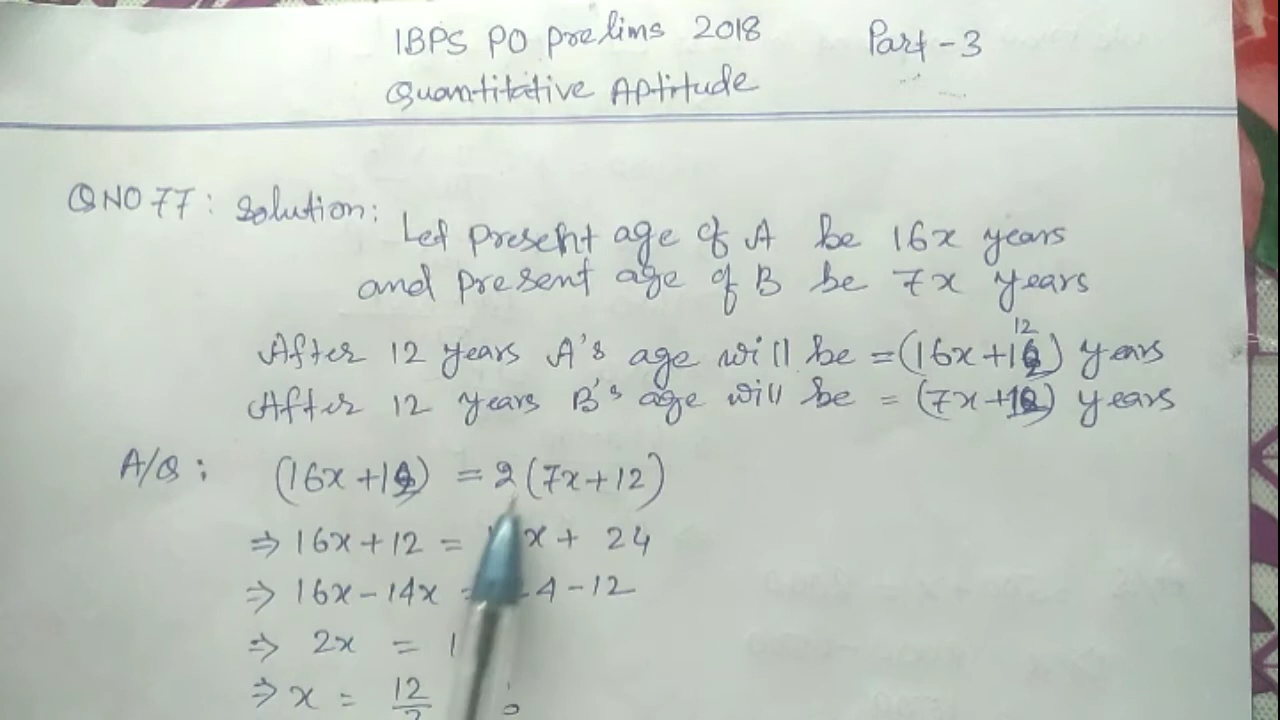 IBPS PO Prelims 2018 Part-3
Quantitative Aptitude
QNO 77: Solution:
Let present age of A be 16x years
and present age of B be 7x years
12
After 12 years A's age will be = (16x+12) years
After 12 years B's age will be = (7x+12) years
A/Q: (16x+12) = 2(7x+12)
⇒ 16x+12 = x + 24
⇒ 16x-14x = 4-12
⇒ 2x = 1
⇒ x = 12/2